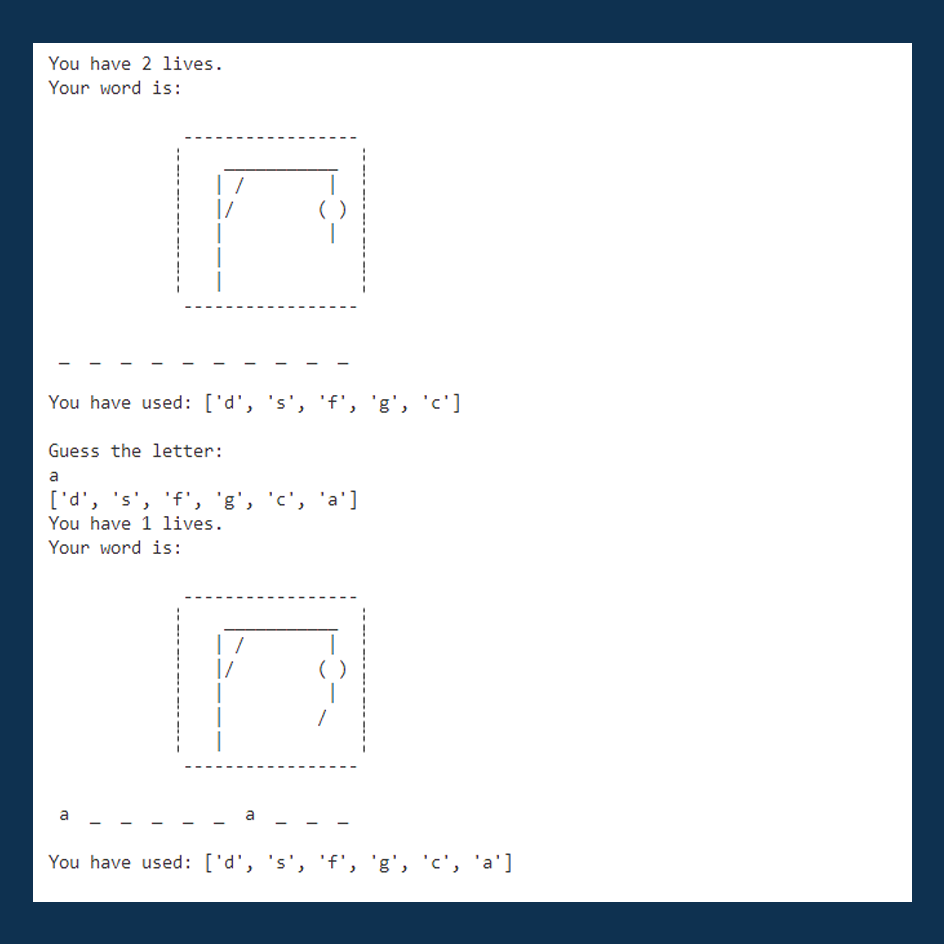 You have 2 lives.
Your word is:
-----------------
___________
| /        |
|/        ( )
|          |
|
|
-----------------
_ _ _ _ _ _ _ _ _ _
You have used: ['d', 's', 'f', 'g', 'c']
Guess the letter:
a
['d', 's', 'f', 'g', 'c', 'a']
You have 1 lives.
Your word is:
-----------------
___________
| /        |
|/        ( )
|          |
|         /
|
-----------------
a _ _ _ _ _ a _ _ _
You have used: ['d', 's', 'f', 'g', 'c', 'a']